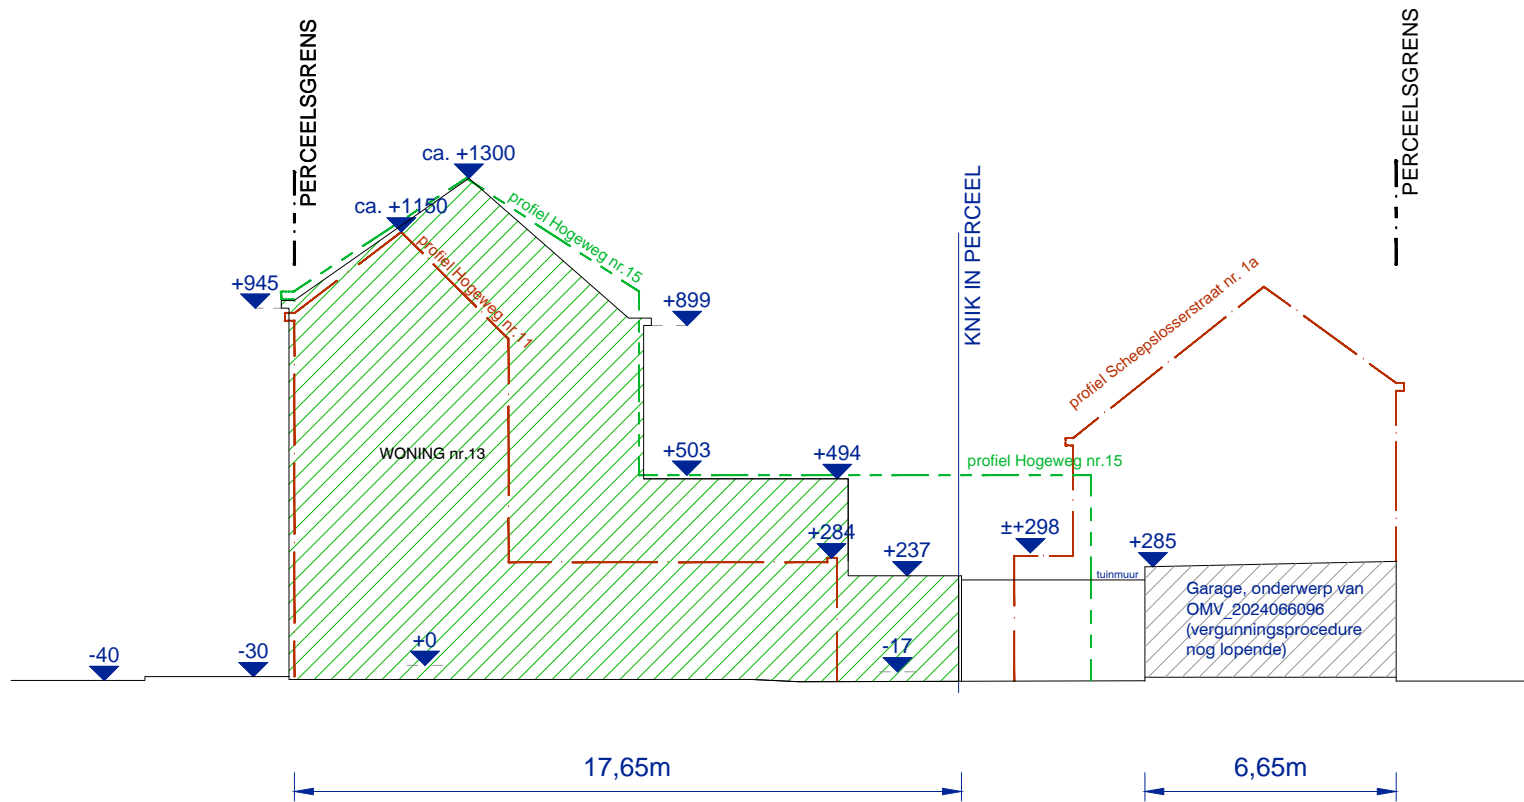 PERCEELSGRENS
PERCEELSGRENS
ca. +1300
ca. +1150
profiel Hogeweg nr.15
profiel Hogeweg nr.11
KNIK IN PERCEEL
+945
+899
profiel Scheepslosserstraat nr. 1a
WONING nr.13
+503
+494
profiel Hogeweg nr.15
+284
+237
±+298
+285
tuinmuur
Garage, onderwerp van
OMV_2024066096
(vergunningsprocedure
nog lopende)
-40
-30
+0
-17
17,65m
6,65m